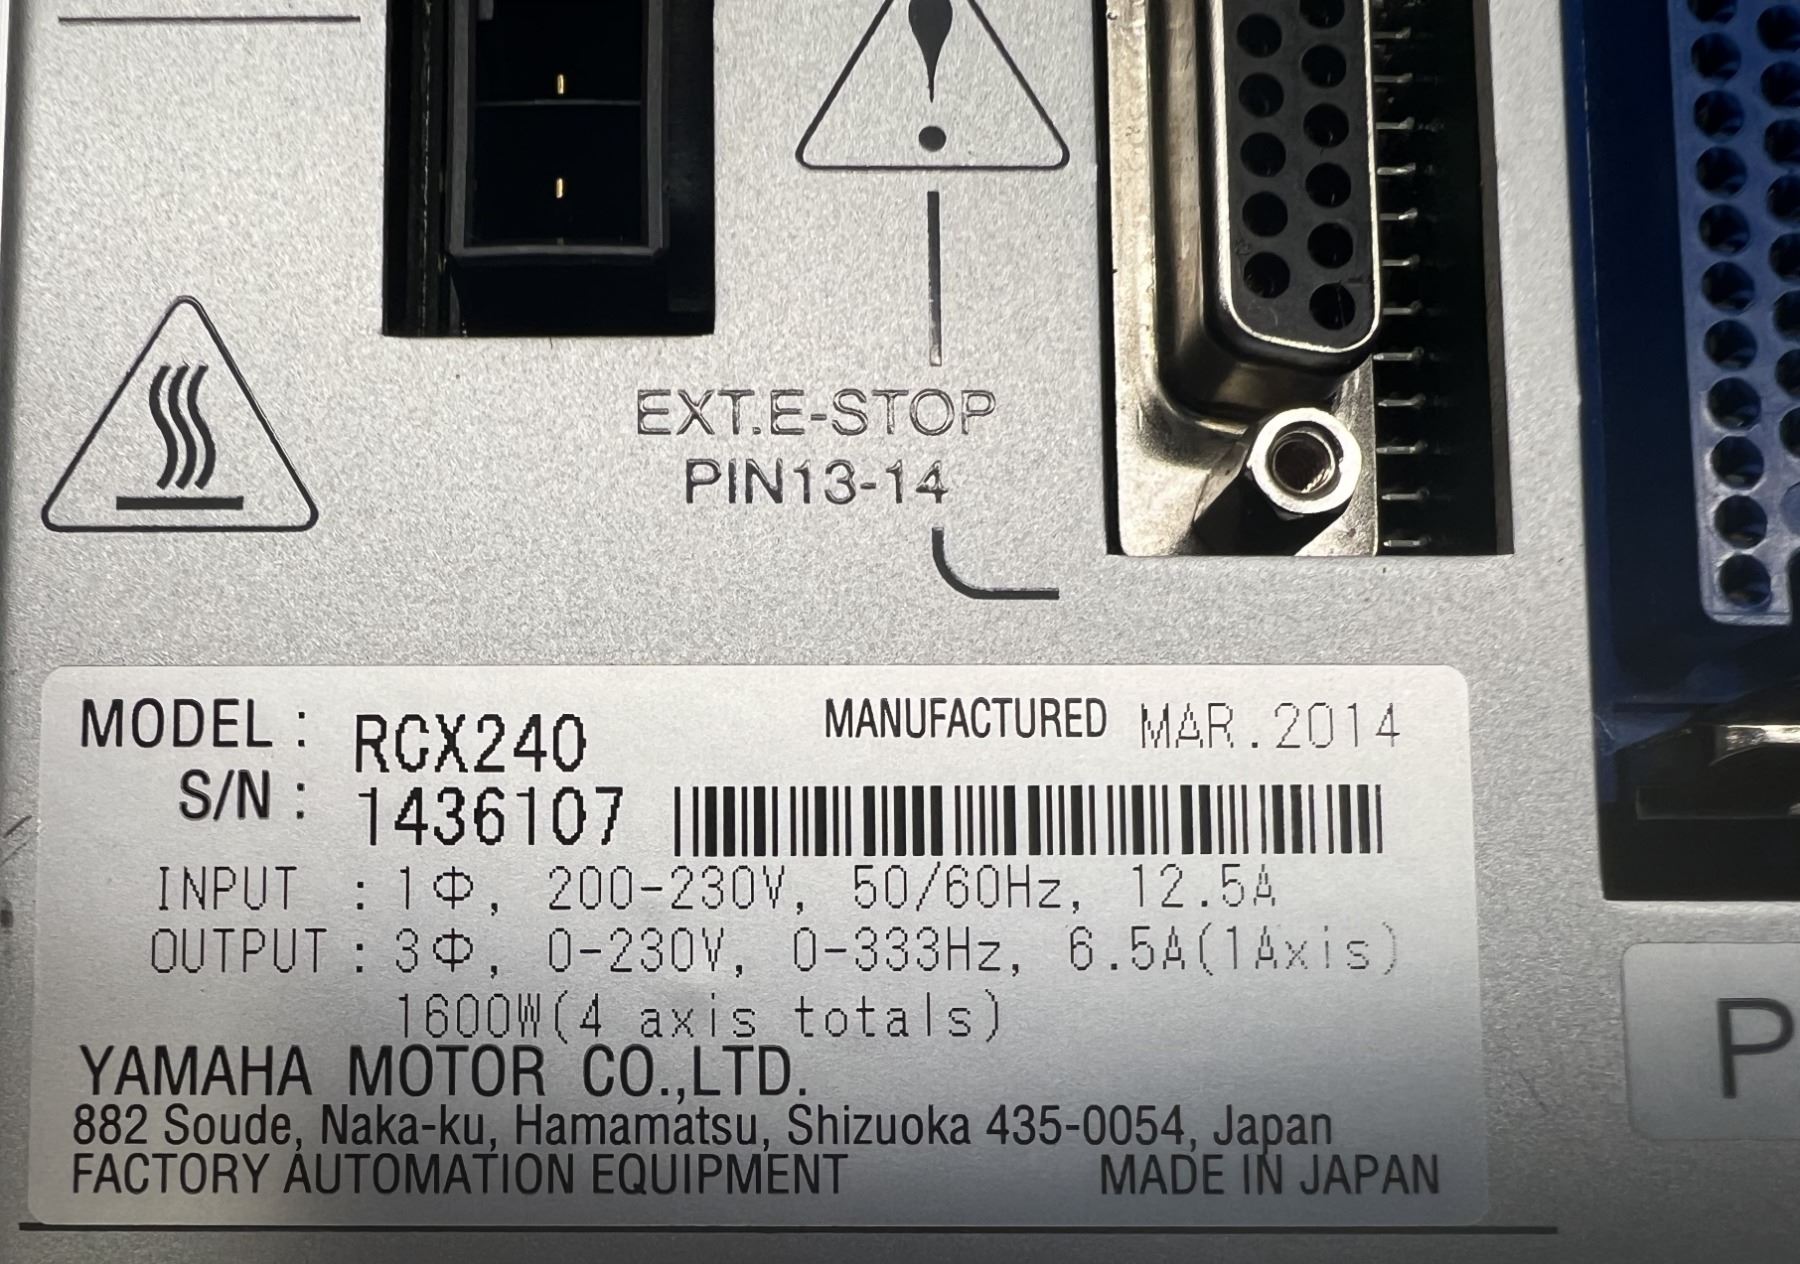 EXT.E-STOP
PIN13-14
MODEL : RCX240 MANUFACTURED MAR.2014
S/N : 1436107
INPUT : 1Φ, 200-230V, 50/60Hz, 12.5A
OUTPUT : 3Φ, 0-230V, 0-333Hz, 6.5A(1Axis)
1600W(4 axis totals)
YAMAHA MOTOR CO.,LTD.
882 Soude, Naka-ku, Hamamatsu, Shizuoka 435-0054, Japan
FACTORY AUTOMATION EQUIPMENT MADE IN JAPAN
P